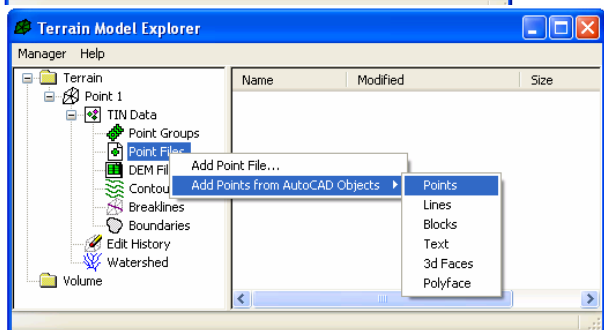 Terrain Model Explorer
Manager Help
Terrain
Point 1
TIN Data
Point Groups
Point Files
DEM Fil
Contou
Breaklines
Boundaries
Edit History
Watershed
Volume
Name Modified Size
Add Point File...
Add Points from AutoCAD Objects
Points
Lines
Blocks
Text
3d Faces
Polyface